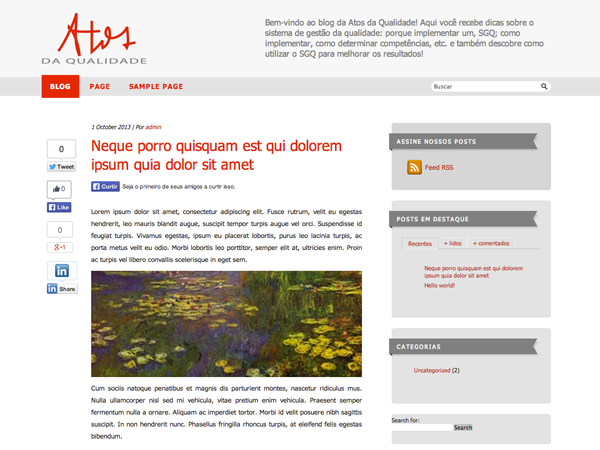 Atos
DA QUALIDADE
Bem-vindo ao blog da Atos da Qualidade! Aqui você recebe dicas sobre o
sistema de gestão da qualidade: porque implementar um, SGQ; como
implementar, como determinar competências, etc. e também descobre como
utilizar o SGQ para melhorar os resultados!
BLOG PAGE SAMPLE PAGE
Buscar
0
Tweet
0
Like
0
+1
Share
1 October 2013 | Por admin
Neque porro quisquam est qui dolorem
ipsum quia dolor sit amet
Curtir Seja o primeiro de seus amigos a curtir isso.
Lorem ipsum dolor sit amet, consectetur adipiscing elit. Fusce rutrum, velit eu egestas
hendrerit, leo mauris blandit augue, suscipit tempor turpis augue vel orci. Suspendisse id
feugiat turpis. Vivamus egestas, ipsum eu placerat lobortis, purus leo lacinia turpis, ac
porta metus velit eu odio. Morbi lobortis leo porttitor, semper elit at, ultricies enim. Proin
ac turpis vel libero convallis scelerisque in eget sem.
Cum sociis natoque penatibus et magnis dis parturient montes, nascetur ridiculus mus.
Nulla ullamcorper nisl sed mi vehicula, vitae pretium enim vehicula. Praesent semper
fermentum nulla a ornare. Aliquam ac imperdiet tortor. Morbi id velit posuere nibh sagittis
suscipit. In non hendrerit nunc. Phasellus fringilla rhoncus turpis, at eleifend felis egestas
bibendum.
ASSINE NOSSOS POSTS
Feed RSS
POSTS EM DESTAQUE
Recentes + lidos + comentados
Neque porro quisquam est qui dolorem
ipsum quia dolor sit amet
Hello world!
CATEGORIAS
Uncategorized (2)
Search for:
Search